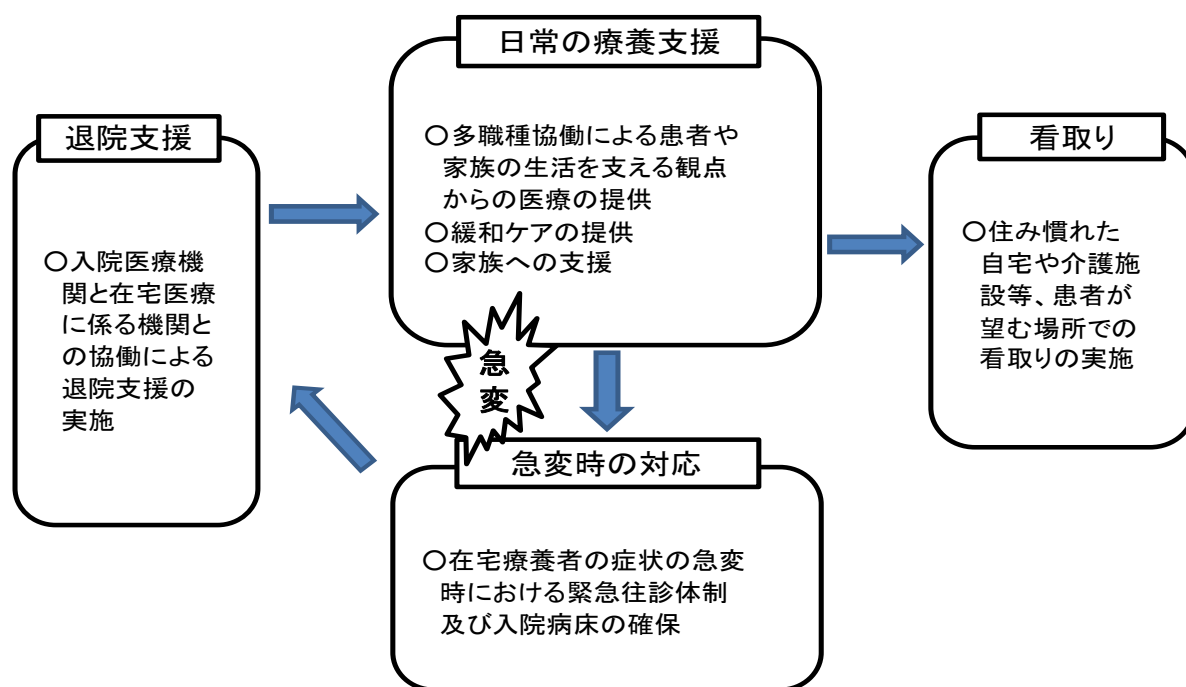 退院支援
○入院医療機
関と在宅医療
に係る機関と
の協働による
退院支援の
実施
日常の療養支援
○多職種協働による患者や
家族の生活を支える観点
からの医療の提供
○緩和ケアの提供
○家族への支援
急
変
急変時の対応
○在宅療養者の症状の急変
時における緊急往診体制
及び入院病床の確保
看取り
○住み慣れた
自宅や介護施
設等、患者が
望む場所での
看取りの実施